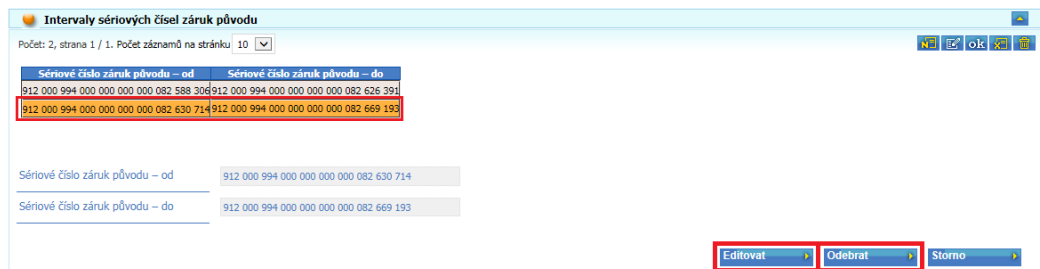 Intervaly sériových čísel záruk původu
Počet: 2, strana 1 / 1. Počet záznamů na stránku 10
N ok
Sériové číslo záruk původu – od Sériové číslo záruk původu – do
912 000 994 000 000 000 000 082 588 306 912 000 994 000 000 000 000 082 626 391
912 000 994 000 000 000 000 082 630 714 912 000 994 000 000 000 000 082 669 193
Sériové číslo záruk původu – od 912 000 994 000 000 000 000 082 630 714
Sériové číslo záruk původu – do 912 000 994 000 000 000 000 082 669 193
Editovat Odebrat Storno